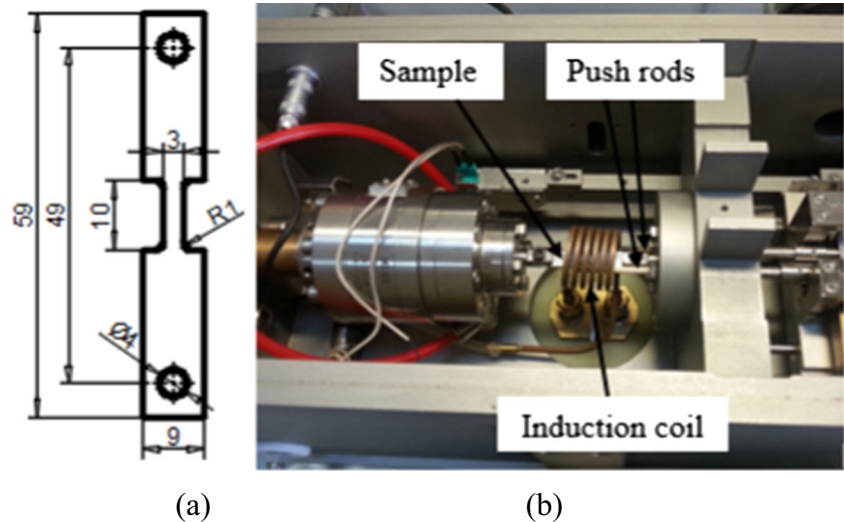 59
49
10
3
R1
Ø4
9
Sample
Push rods
Induction coil
(a)
(b)